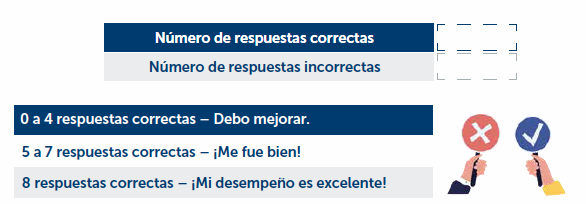 Número de respuestas correctas
Número de respuestas incorrectas
0 a 4 respuestas correctas – Debo mejorar.
5 a 7 respuestas correctas – ¡Me fue bien!
8 respuestas correctas – ¡Mi desempeño es excelente!